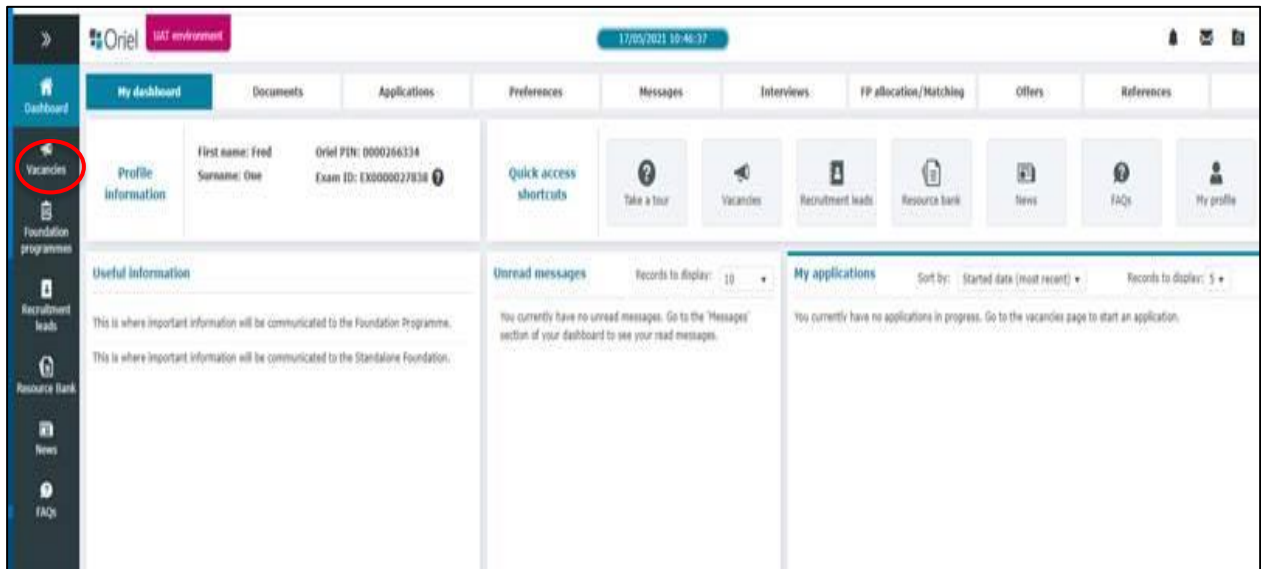 Oriel UAT environment 17/05/2021 10:46:37
Dashboard
Vacancies
Foundation
programmes
Recruitment
leads
Resource Bank
News
FAQs
My dashboard Documents Applications Preferences Messages Interviews FP allocation/Matching Offers References
Profile
information
First name: Fred Oriel PIN: 0000266334
Surname: One Exam ID: EX0000027838
Quick access
shortcuts
Take a tour Vacancies Recruitment leads Resource bank News FAQs My profile
Useful information
This is where important information will be communicated to the Foundation Programme.
This is where important information will be communicated to the Standalone Foundation.
Unread messages Records to display: 10
You currently have no unread messages. Go to the 'Messages'
section of your dashboard to see your read messages.
My applications Sort by: Started data (most recent) Records to display: 5
You currently have no applications in progress. Go to the vacancies page to start an application.